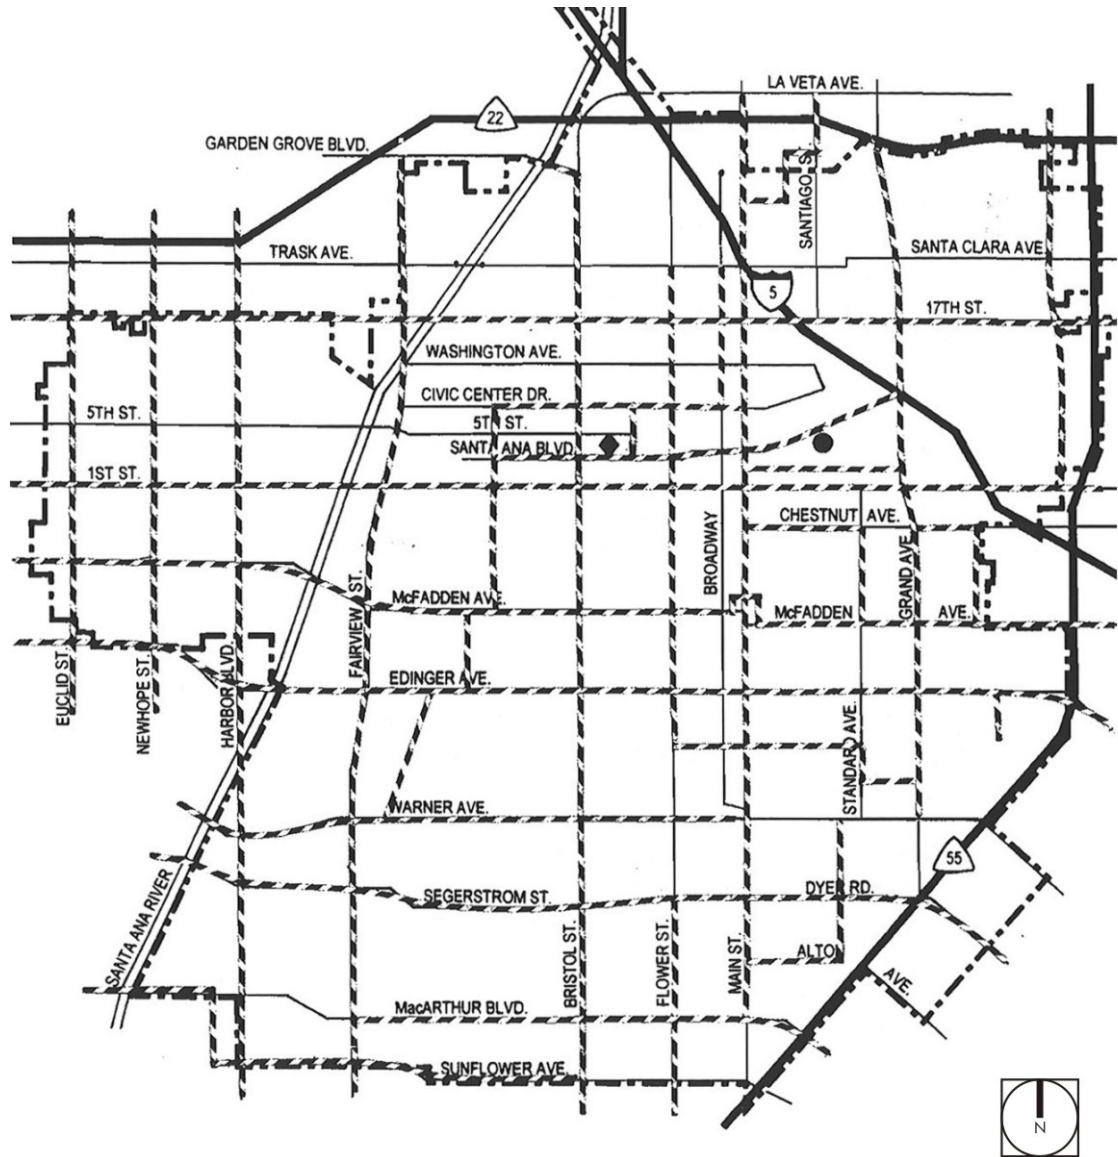 LA VETA AVE.
22
GARDEN GROVE BLVD.
SANTIAGO S.
TRASK AVE.
SANTA CLARA AVE
5
17TH ST.
WASHINGTON AVE.
CIVIC CENTER DR.
5TH ST.
5T ST.
SANTA ANA BLVD
1ST ST.
CHESTNUT AVE.
BROADWAY
GRAND AVE.
McFADDEN AVE.
McFADDEN AVE.
FAIRVIEW ST.
EUCLID ST.
NEWHOPE ST.
HARBOR BLVD.
EDINGER AVE.
STANDARD AVE.
WARNER AVE.
55
SANTA ANA RIVER
SEGERSTROM ST.
DYER RD.
BRISTOL ST.
FLOWER ST.
MAIN ST.
ALTO
AVE.
MacARTHUR BLVD.
SUNFLOWER AVE.
N